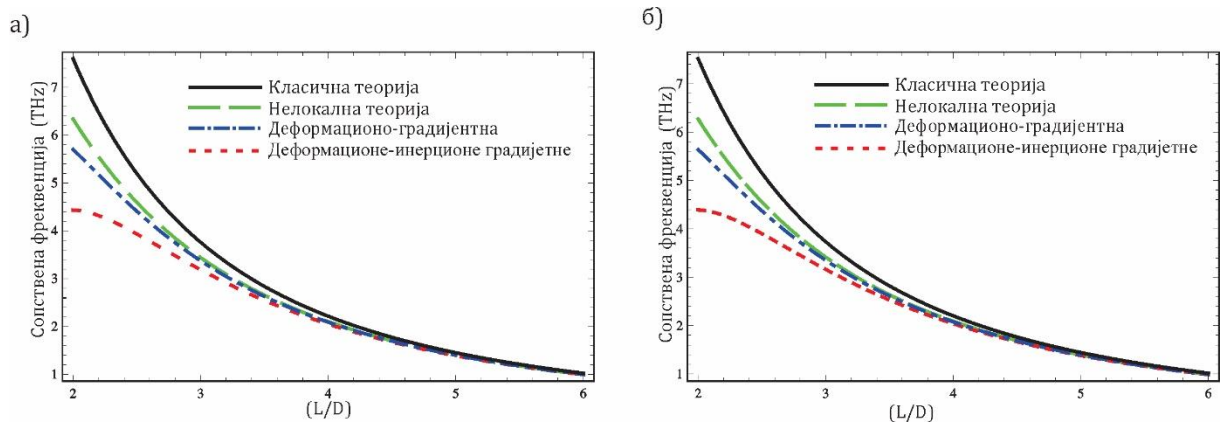 а)
Сопствена фреквенција (THz)
7
6
5
4
3
2
1
Класична теорија
Нелокална теорија
Деформационо-градијентна
Деформационе-инерционе градијетне
2
3
4
5
6
(L/D)
б)
Сопствена фреквенција (THz)
7
6
5
4
3
2
1
Класична теорија
Нелокална теорија
Деформационо-градијентна
Деформационе-инерционе градијетне
2
3
4
5
6
(L/D)